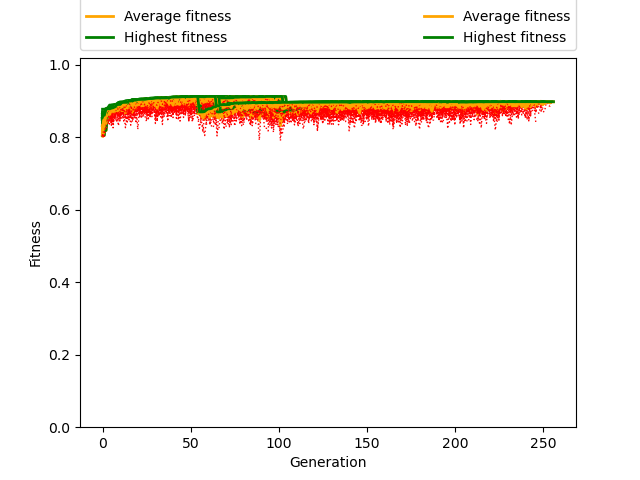 Average fitness Average fitness
Highest fitness Highest fitness
1.0
0.8
0.6
0.4
0.2
0.0
Fitness
0 50 100 150 200 250
Generation